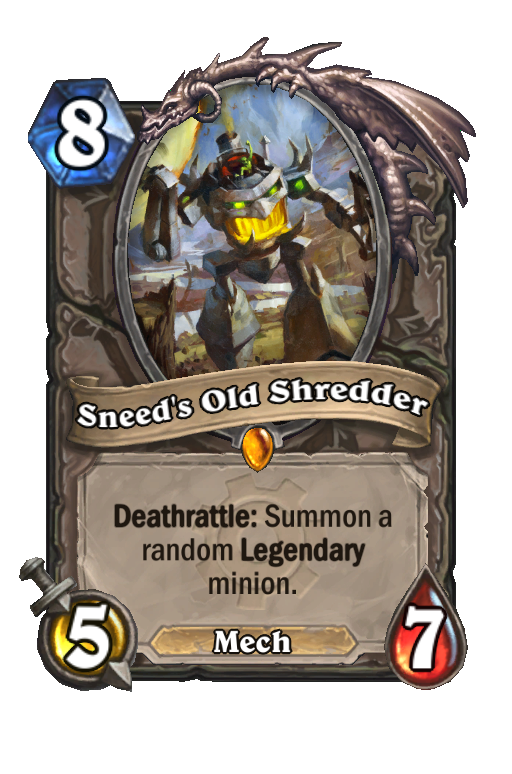 8
Sneed's Old Shredder
Deathrattle: Summon a
random Legendary
minion.
5
Mech
7